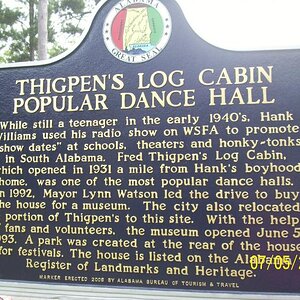 ALABAMA
GREAT SEAL
THIGPEN'S LOG CABIN
POPULAR DANCE HALL
While still a teenager in the early 1940's, Hank
Williams used his radio show on WSFA to promote
"show dates" at schools, theaters and honky-tonks
in South Alabama. Fred Thigpen's Log Cabin,
which opened in 1931 a mile from Hank's boyhood
home, was one of the most popular dance halls.
In 1992, Mayor Lynn Watson led the drive to buy
the house for a museum. The city also relocated
a portion of Thigpen's to this site. With the help
of fans and volunteers, the museum opened June 5,
1993. A park was created at the rear of the house
for festivals. The house is listed on the Alabama
Register of Landmarks and Heritage.
MARKER ERECTED 2008 BY ALABAMA BUREAU OF TOURISM & TRAVEL
07/05/